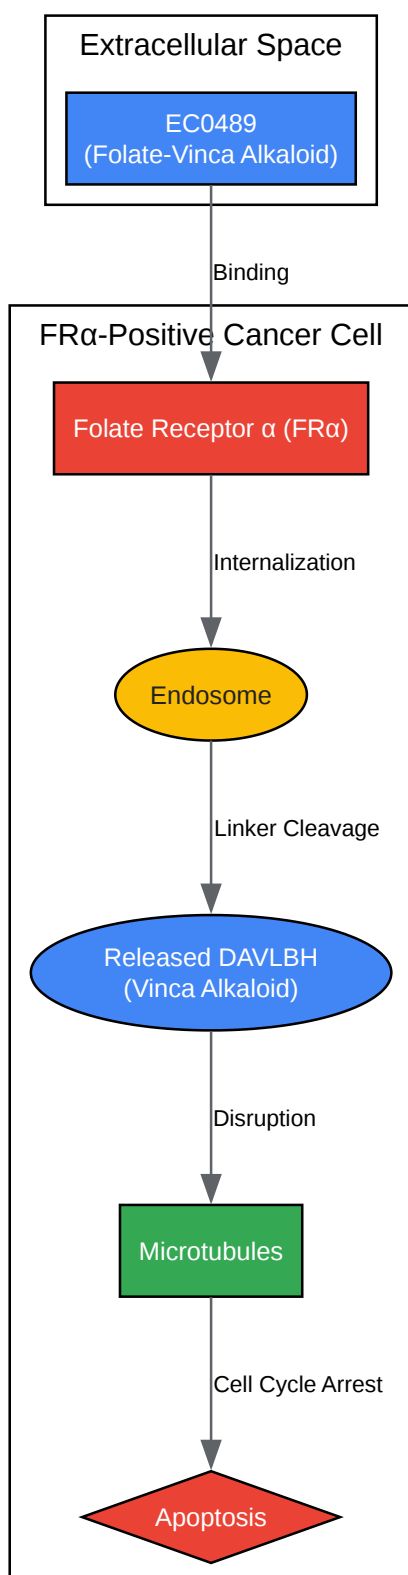 Extracellular Space
EC0489
(Folate-Vinca Alkaloid)
Binding
FRα-Positive Cancer Cell
Folate Receptor α (FRα)
Internalization
Endosome
Linker Cleavage
Released DAVLBH
(Vinca Alkaloid)
Disruption
Microtubules
Cell Cycle Arrest
Apoptosis